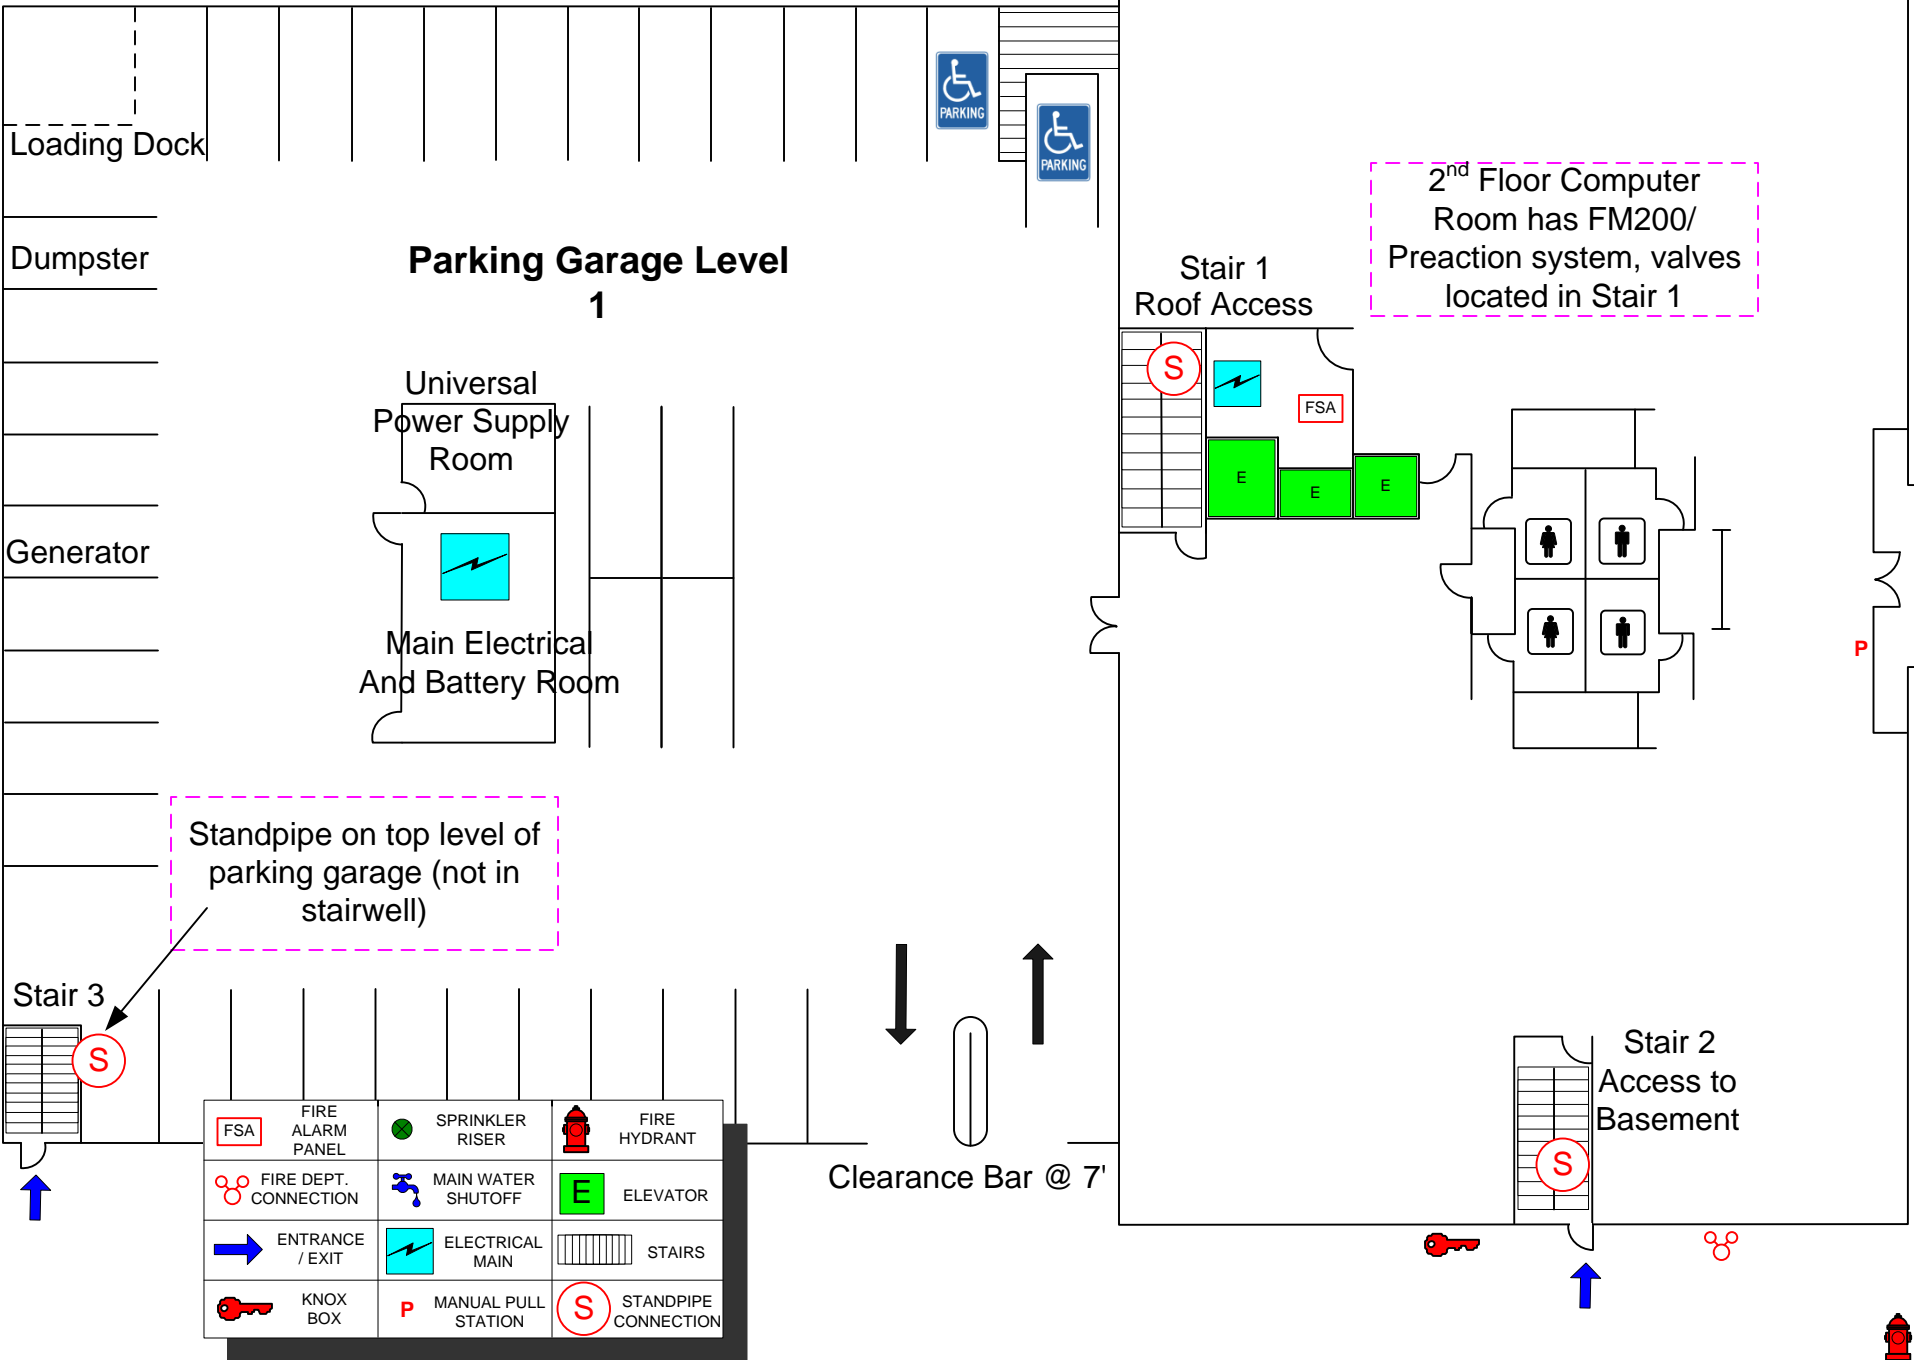 Loading Dock
PARKING
PARKING
2nd Floor Computer
Room has FM200/
Preaction system, valves
located in Stair 1
Dumpster
Parking Garage Level
1
Stair 1
Roof Access
Universal
Power Supply
Room
S
FSA
E
E
E
Generator
Main Electrical
And Battery Room
P
Standpipe on top level of
parking garage (not in
stairwell)
Stair 3
S
Stair 2
Access to
Basement
S
Clearance Bar @ 7'
FSA
FIRE
ALARM
PANEL
SPRINKLER
RISER
FIRE
HYDRANT
FIRE DEPT.
CONNECTION
MAIN WATER
SHUTOFF
E
ELEVATOR
ENTRANCE
/ EXIT
ELECTRICAL
MAIN
STAIRS
KNOX
BOX
P
MANUAL PULL
STATION
S
STANDPIPE
CONNECTION